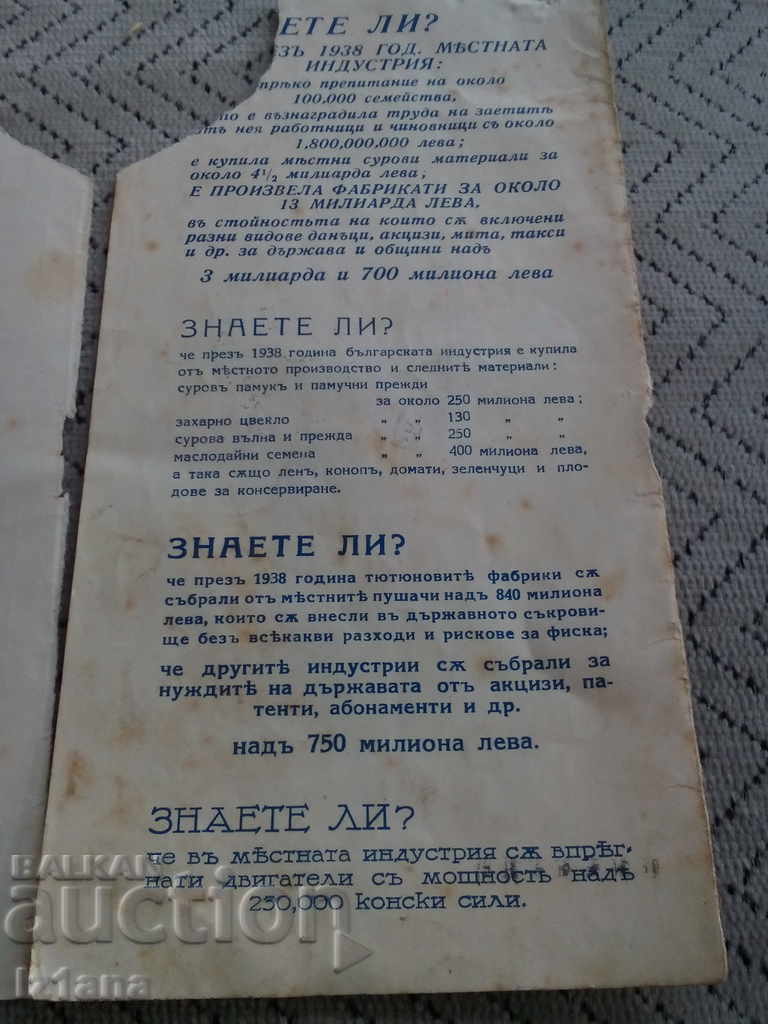 ЛИ?
1938 ГОД. МѢСТНАТА
ИНДУСТРИЯ:
препитание на около
100,000 семейства,
е възнаградила труда на заетитѣ
отъ нея работници и чиновници съ около
1.800,000,000 лева;
е купила мѣстни сурови материали за
около 4½ милиарда лева;
Е ПРОИЗВЕЛА ФАБРИКАТИ ЗА ОКОЛО
13 МИЛИАРДА ЛЕВА,
въ стойностьта на които сѫ включени
разни видове данъци, акцизи, мита, такси
и др. за държава и общини надъ
3 милиарда и 700 милиона лева
ЗНАЕТЕ ЛИ?
че презъ 1938 година българската индустрия е купила
отъ мѣстното производство и следнитѣ материали:
суровъ памукъ и памучни прежди
за около 250 милиона лева;
захарно цвекло „ „ 130 „ „
сурова вълна и прежда „ „ 250 „ „
маслодайни семена „ „ 400 милиона лева,
а така сѫщо ленъ, конопъ, домати, зеленчуци и пло-
дове за консервиране.
ЗНАЕТЕ ЛИ?
че презъ 1938 година тютюновитѣ фабрики сѫ
събрали отъ мѣстнитѣ пушачи надъ 840 милиона
лева, които сѫ внесли въ държавното съкрови-
ще безъ всѣкакви разходи и рискове за фиска;
че другитѣ индустрии сѫ събрали за
нуждитѣ на държавата отъ акцизи, па-
тенти, абонаменти и др.
надъ 750 милиона лева.
ЗНАЕТЕ ЛИ?
че въ мѣстната индустрия сѫ впрѣг-
нати двигатели съ мощность надъ
230,000 конски сили.
BALKAN
auction
Iz1ana